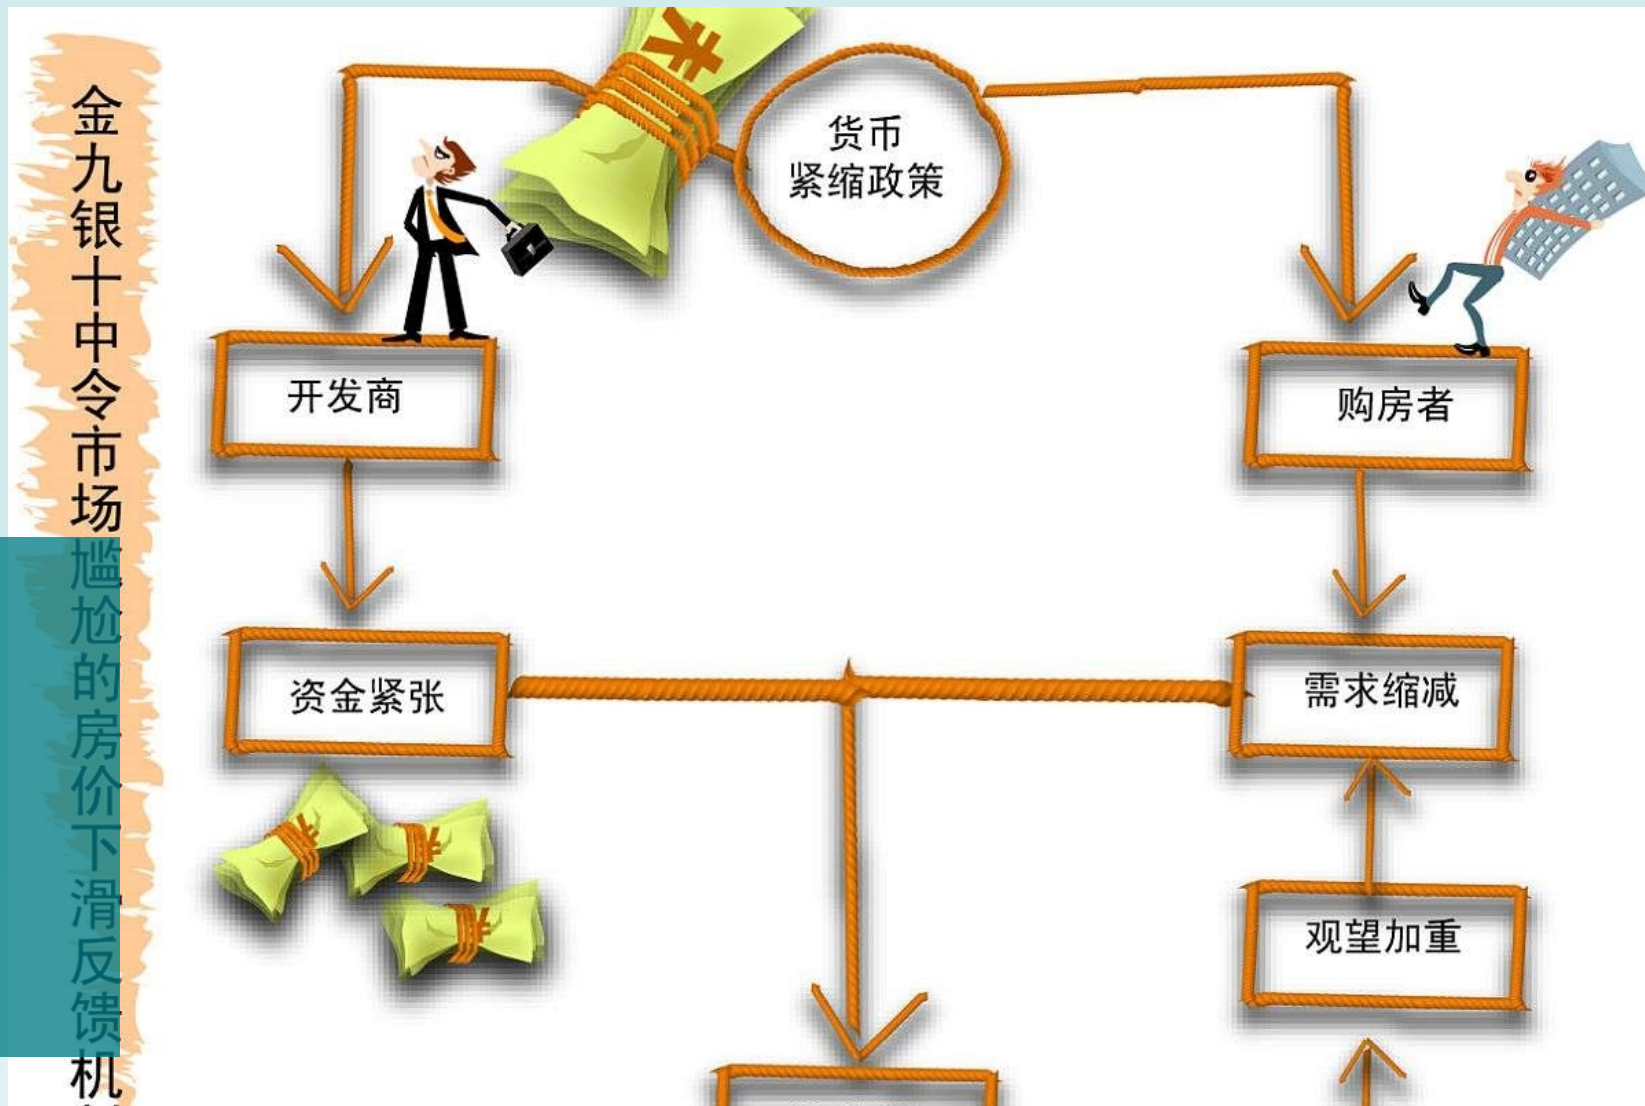 金九银十中令市场尴尬的房价下滑反馈机
货币
紧缩政策
开发商
购房者
资金紧张
需求缩减
观望加重